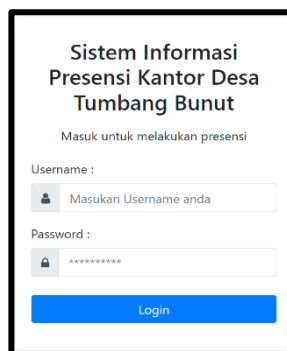 Sistem Informasi
Presensi Kantor Desa
Tumbang Bunut
Masuk untuk melakukan presensi
Username :
Masukan Username anda
Password :
**********
Login